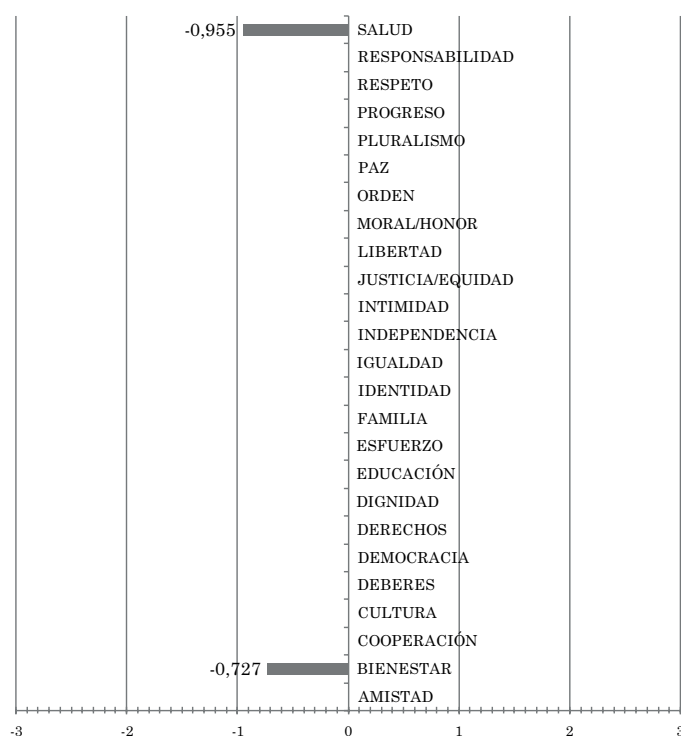 -0,955 SALUD
RESPONSABILIDAD
RESPETO
PROGRESO
PLURALISMO
PAZ
ORDEN
MORAL/HONOR
LIBERTAD
JUSTICIA/EQUIDAD
INTIMIDAD
INDEPENDENCIA
IGUALDAD
IDENTIDAD
FAMILIA
ESFUERZO
EDUCACIÓN
DIGNIDAD
DERECHOS
DEMOCRACIA
DEBERES
CULTURA
COOPERACIÓN
-0,727 BIENESTAR
AMISTAD
-3 -2 -1 0 1 2 3